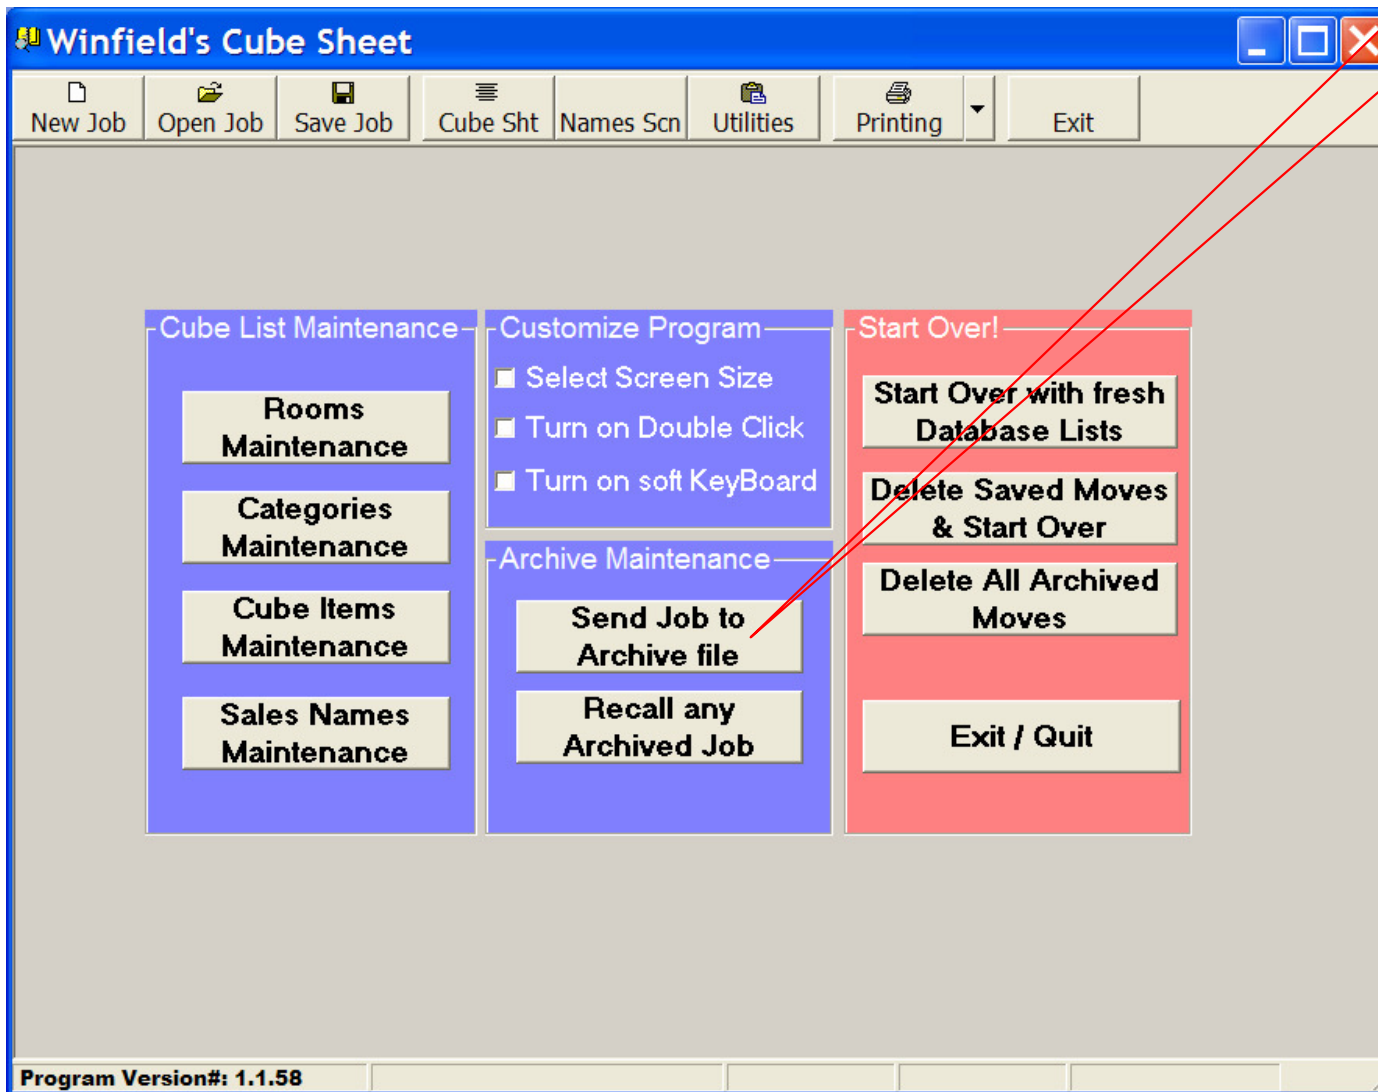 Winfield's Cube Sheet
New Job Open Job Save Job Cube Sht Names Scn Utilities Printing Exit
Cube List Maintenance
Rooms
Maintenance
Categories
Maintenance
Cube Items
Maintenance
Sales Names
Maintenance
Customize Program
Select Screen Size
Turn on Double Click
Turn on soft KeyBoard
Archive Maintenance
Send Job to
Archive file
Recall any
Archived Job
Start Over!
Start Over with fresh
Database Lists
Delete Saved Moves
& Start Over
Delete All Archived
Moves
Exit / Quit
Program Version#: 1.1.58